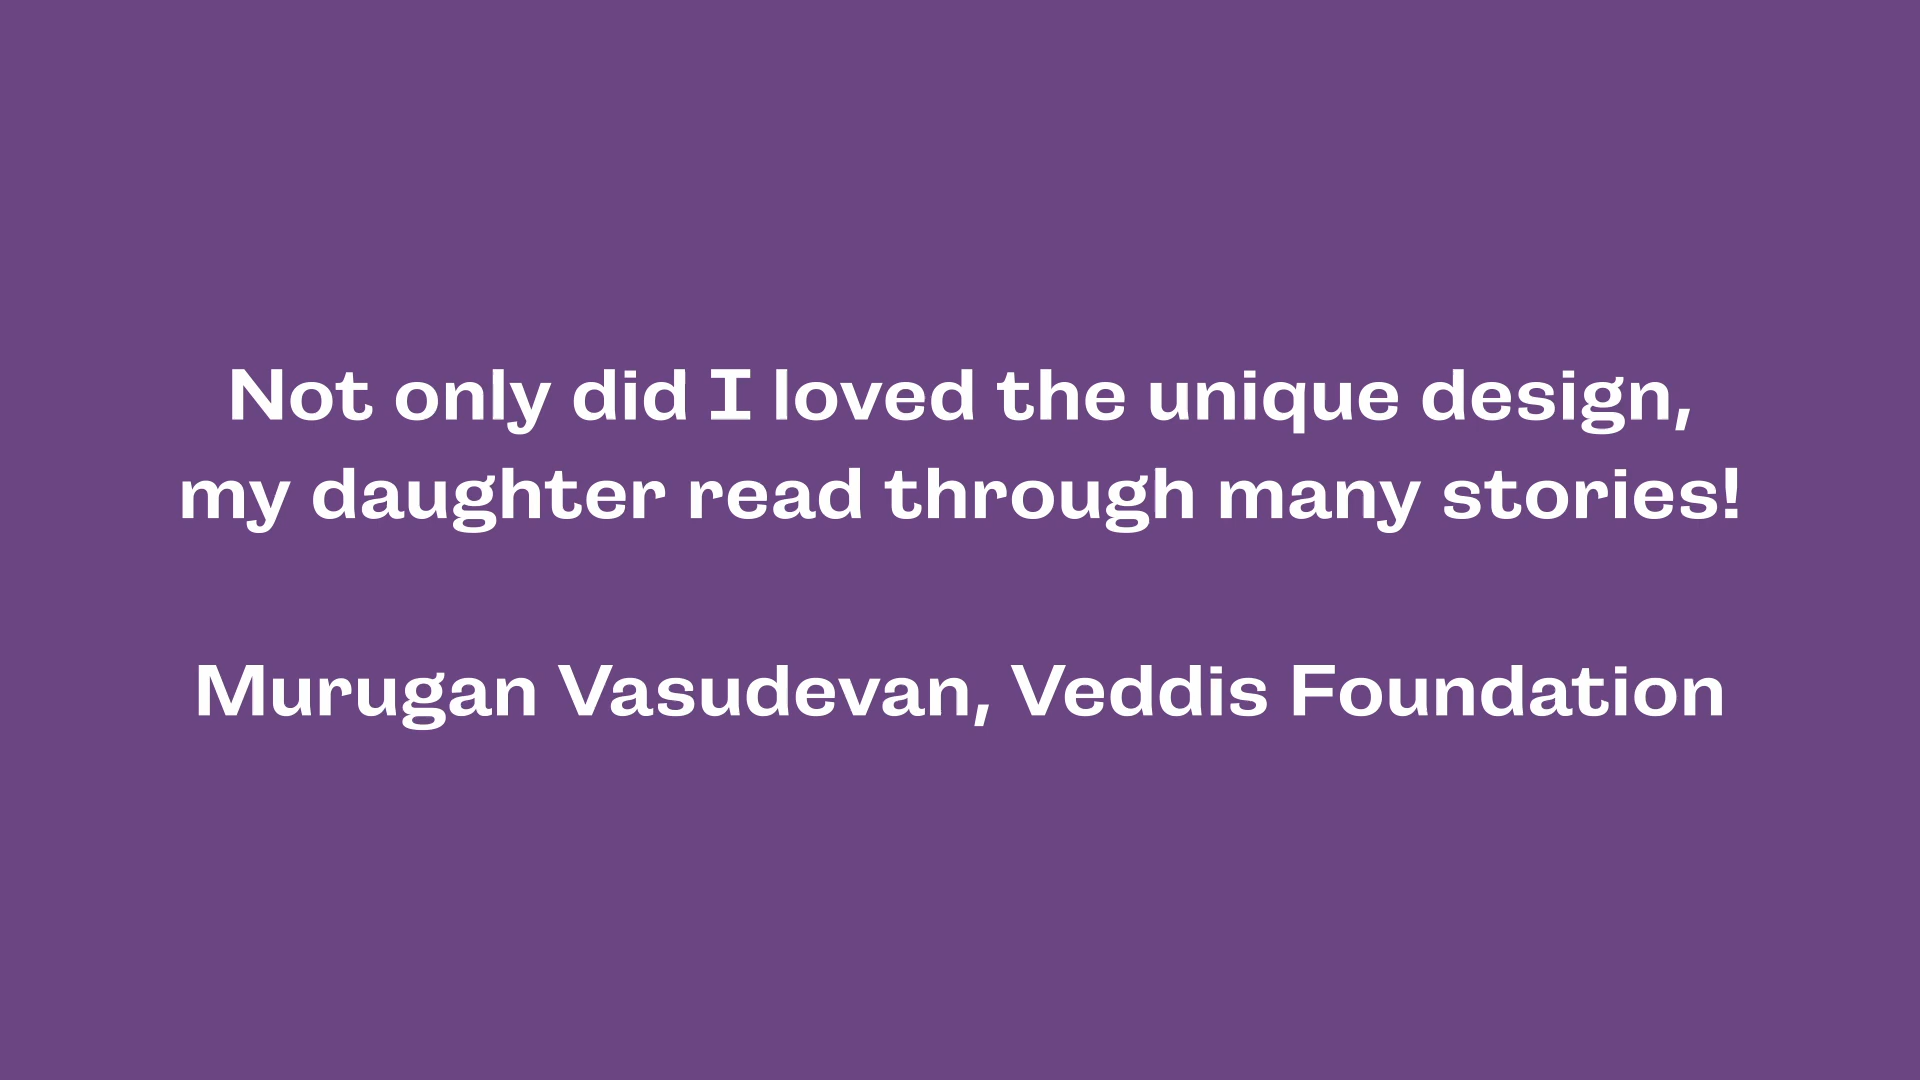 Not only did I loved the unique design,
my daughter read through many stories!
Murugan Vasudevan, Veddis Foundation